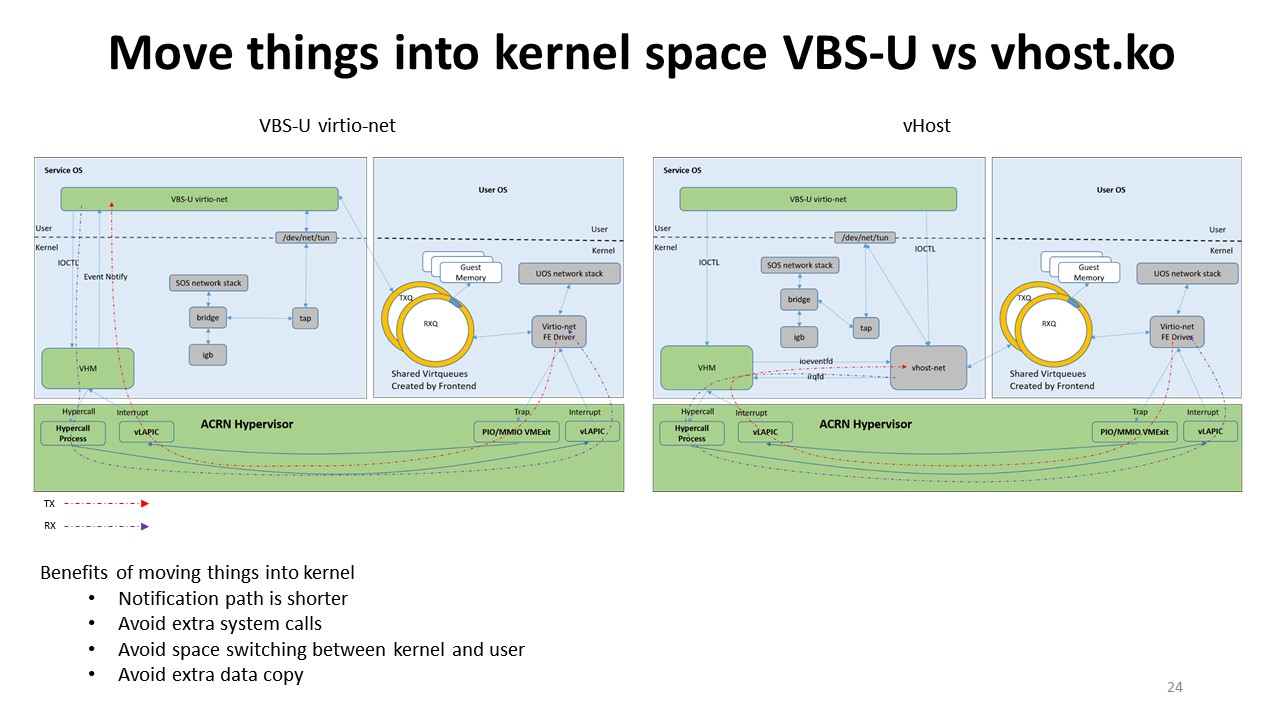 Move things into kernel space VBS-U vs vhost.ko
VBS-U virtio-net
Service OS
VBS-U virtio-net
User OS
User
Kernel
User
Kernel
/dev/net/tun
IOCTL
Event Notify
SOS network stack
bridge
tap
igb
VHM
Guest
Memory
UOS network stack
TXQ
RXQ
Virtio-net
FE Driver
Shared Virtqueues
Created by Frontend
Hypercall
Interrupt
ACRN Hypervisor
Trap
Interrupt
Hypercall
Process
vLAPIC
PIO/MMIO VMExit
vLAPIC
TX
RX
vHost
Service OS
VBS-U virtio-net
User OS
User
Kernel
User
Kernel
/dev/net/tun
IOCTL
IOCTL
SOS network stack
bridge
tap
igb
VHM
ioeventfd
irqfd
vhost-net
Guest
Memory
UOS network stack
TXQ
RXQ
Virtio-net
FE Driver
Shared Virtqueues
Created by Frontend
Hypercall
Interrupt
ACRN Hypervisor
Trap
Interrupt
Hypercall
Process
vLAPIC
PIO/MMIO VMExit
vLAPIC
Benefits of moving things into kernel
• Notification path is shorter
• Avoid extra system calls
• Avoid space switching between kernel and user
• Avoid extra data copy
24